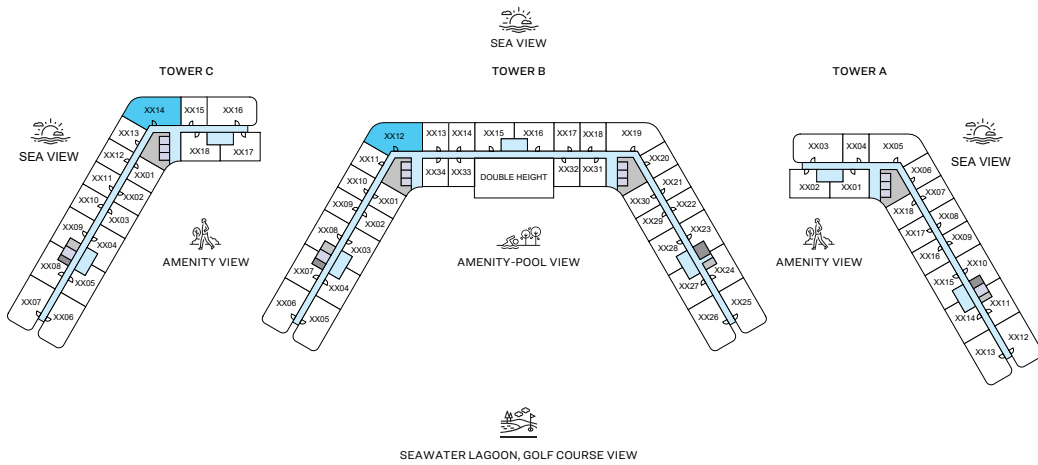 SEA VIEW
TOWER C
TOWER B
TOWER A
SEA VIEW
SEA VIEW
XX14
XX15
XX16
XX13
XX12
XX11
XX10
XX09
XX08
XX07
XX18
XX17
XX01
XX02
XX03
XX04
XX05
XX06
AMENITY VIEW
XX12
XX13
XX14
XX15
XX16
XX17
XX18
XX19
XX11
XX10
XX09
XX08
XX07
XX06
XX34
XX33
DOUBLE HEIGHT
XX32
XX31
XX01
XX02
XX03
XX04
XX05
XX20
XX21
XX22
XX23
XX24
XX25
XX30
XX29
XX28
XX27
XX26
AMENITY-POOL VIEW
XX03
XX04
XX05
XX02
XX01
XX06
XX07
XX08
XX09
XX10
XX11
XX12
XX18
XX17
XX16
XX15
XX14
XX13
AMENITY VIEW
SEAWATER LAGOON, GOLF COURSE VIEW